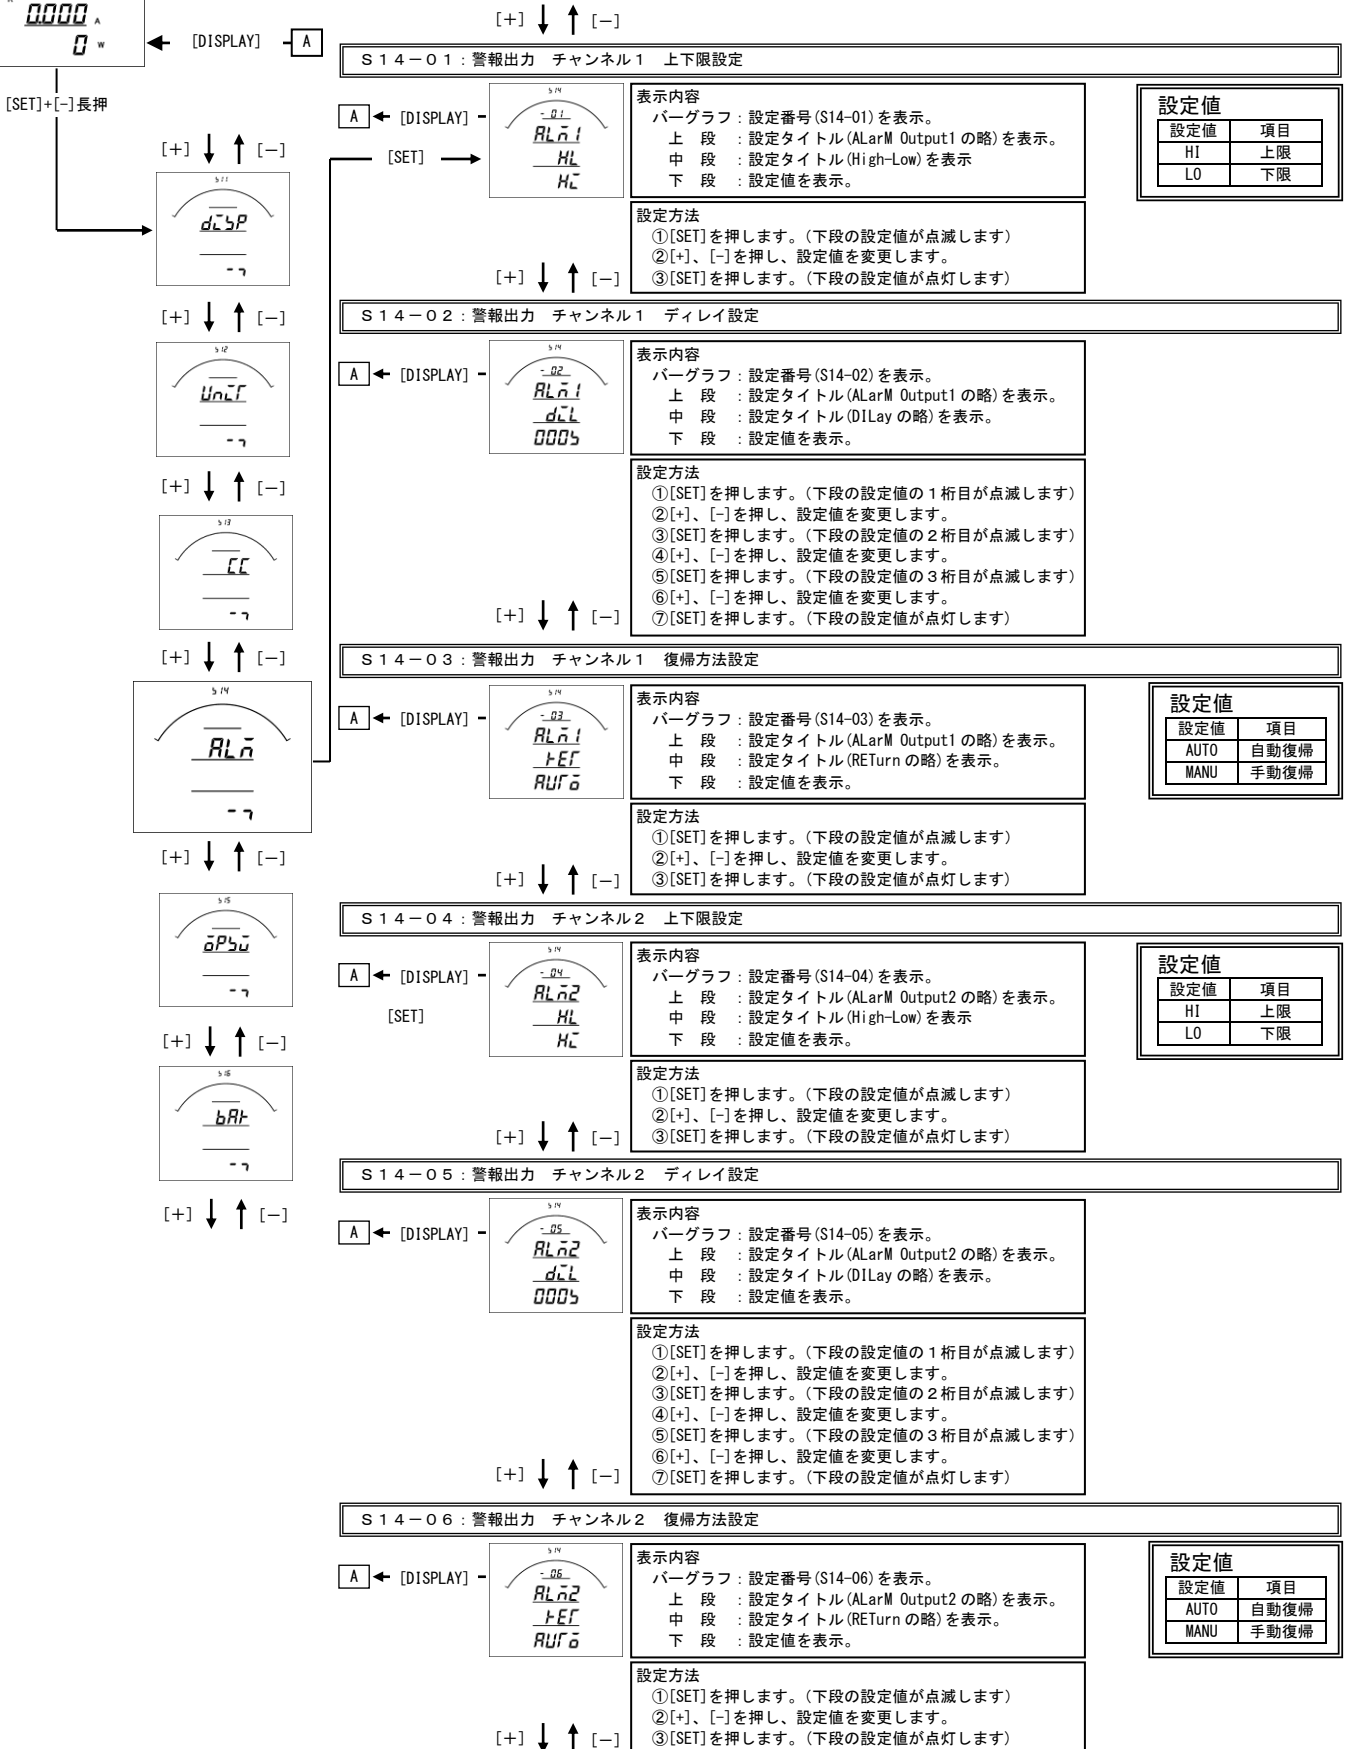 0.000 A
0 W
[DISPLAY]
A
[SET]+[-]長押
[+] [-]
S11
dISP
[+] [-]
S12
UnIT
[+] [-]
S13
CC
[+] [-]
S14
ALM
[+] [-]
S15
[+] [-]
S16
bAr
[+] [-]
[+] [-]
S14-01:警報出力 チャンネル1 上下限設定
A [DISPLAY]
[SET]
S14
-01
ALM1
HL
HI
表示内容
バーグラフ:設定番号(S14-01)を表示。
上 段 :設定タイトル(ALarM Output1の略)を表示。
中 段 :設定タイトル(High-Low)を表示
下 段 :設定値を表示。
設定値
設定値 項目
HI 上限
LO 下限
設定方法
①[SET]を押します。(下段の設定値が点滅します)
②[+]、[-]を押し、設定値を変更します。
③[SET]を押します。(下段の設定値が点灯します)
[+] [-]
S14-02:警報出力 チャンネル1 ディレイ設定
A [DISPLAY]
S14
-02
ALM1
dIL
000S
表示内容
バーグラフ:設定番号(S14-02)を表示。
上 段 :設定タイトル(ALarM Output1の略)を表示。
中 段 :設定タイトル(DILayの略)を表示。
下 段 :設定値を表示。
設定方法
①[SET]を押します。(下段の設定値の1桁目が点滅します)
②[+]、[-]を押し、設定値を変更します。
③[SET]を押します。(下段の設定値の2桁目が点滅します)
④[+]、[-]を押し、設定値を変更します。
⑤[SET]を押します。(下段の設定値の3桁目が点滅します)
⑥[+]、[-]を押し、設定値を変更します。
⑦[SET]を押します。(下段の設定値が点灯します)
[+] [-]
S14-03:警報出力 チャンネル1 復帰方法設定
A [DISPLAY]
S14
-03
ALM1
rET
AUTo
表示内容
バーグラフ:設定番号(S14-03)を表示。
上 段 :設定タイトル(ALarM Output1の略)を表示。
中 段 :設定タイトル(RETurnの略)を表示。
下 段 :設定値を表示。
設定値
設定値 項目
AUTO 自動復帰
MANU 手動復帰
設定方法
①[SET]を押します。(下段の設定値が点滅します)
②[+]、[-]を押し、設定値を変更します。
③[SET]を押します。(下段の設定値が点灯します)
[+] [-]
S14-04:警報出力 チャンネル2 上下限設定
A [DISPLAY]
[SET]
S14
-04
ALM2
HL
HI
表示内容
バーグラフ:設定番号(S14-04)を表示。
上 段 :設定タイトル(ALarM Output2の略)を表示。
中 段 :設定タイトル(High-Low)を表示
下 段 :設定値を表示。
設定値
設定値 項目
HI 上限
LO 下限
設定方法
①[SET]を押します。(下段の設定値が点滅します)
②[+]、[-]を押し、設定値を変更します。
③[SET]を押します。(下段の設定値が点灯します)
[+] [-]
S14-05:警報出力 チャンネル2 ディレイ設定
A [DISPLAY]
S14
-05
ALM2
dIL
000S
表示内容
バーグラフ:設定番号(S14-05)を表示。
上 段 :設定タイトル(ALarM Output2の略)を表示。
中 段 :設定タイトル(DILayの略)を表示。
下 段 :設定値を表示。
設定方法
①[SET]を押します。(下段の設定値の1桁目が点滅します)
②[+]、[-]を押し、設定値を変更します。
③[SET]を押します。(下段の設定値の2桁目が点滅します)
④[+]、[-]を押し、設定値を変更します。
⑤[SET]を押します。(下段の設定値の3桁目が点滅します)
⑥[+]、[-]を押し、設定値を変更します。
⑦[SET]を押します。(下段の設定値が点灯します)
[+] [-]
S14-06:警報出力 チャンネル2 復帰方法設定
A [DISPLAY]
S14
-06
ALM2
rET
AUTo
表示内容
バーグラフ:設定番号(S14-06)を表示。
上 段 :設定タイトル(ALarM Output2の略)を表示。
中 段 :設定タイトル(RETurnの略)を表示。
下 段 :設定値を表示。
設定値
設定値 項目
AUTO 自動復帰
MANU 手動復帰
設定方法
①[SET]を押します。(下段の設定値が点滅します)
②[+]、[-]を押し、設定値を変更します。
③[SET]を押します。(下段の設定値が点灯します)
[+] [-]